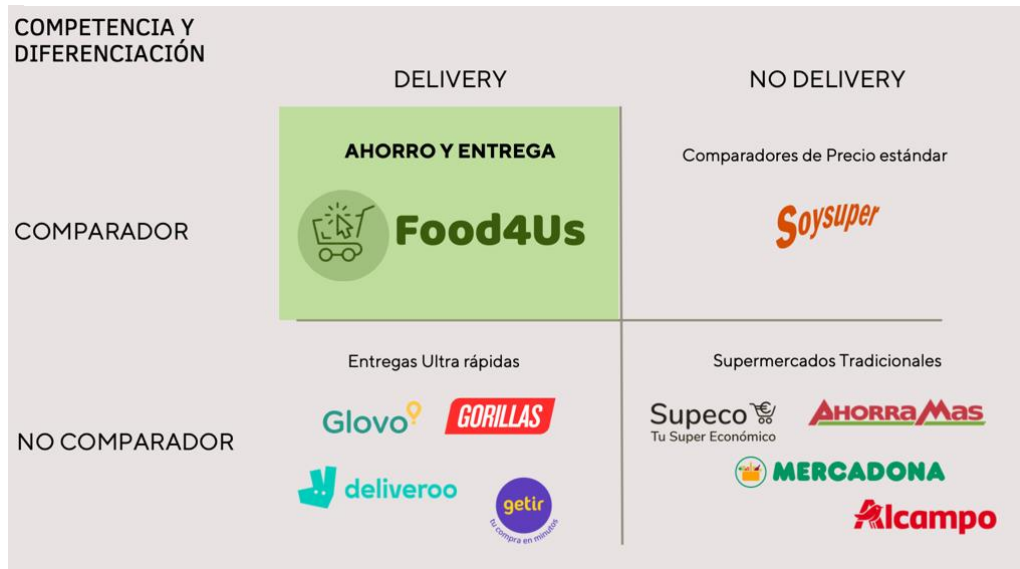 COMPETENCIA Y
DIFERENCIACIÓN
DELIVERY
NO DELIVERY
AHORRO Y ENTREGA
Comparadores de Precio estándar
COMPARADOR
Food4Us
Soysuper
Entregas Ultra rápidas
Supermercados Tradicionales
NO COMPARADOR
Glovo
GORILLAS
deliveroo
getir
tu compra en minutos
Supeco
Tu Super Económico
AHORRAMAS
MERCADONA
Alcampo